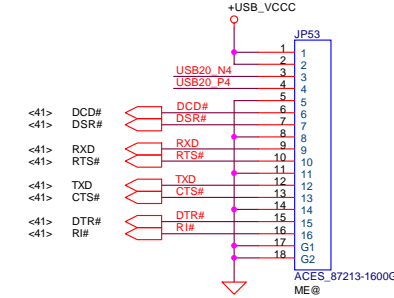 +USB_VCCC
JP53
1 1
2 2
USB20_N4 3 3
USB20_P4 4 4
5 5
<41> DCD# DCD# 6 6
<41> DSR# DSR# 7 7
8 8
<41> RXD RXD 9 9
<41> RTS# RTS# 10 10
11 11
<41> TXD TXD 12 12
<41> CTS# CTS# 13 13
14 14
<41> DTR# DTR# 15 15
<41> RI# RI# 16 16
17 G1
18 G2
ACES_87213-1600G
ME@